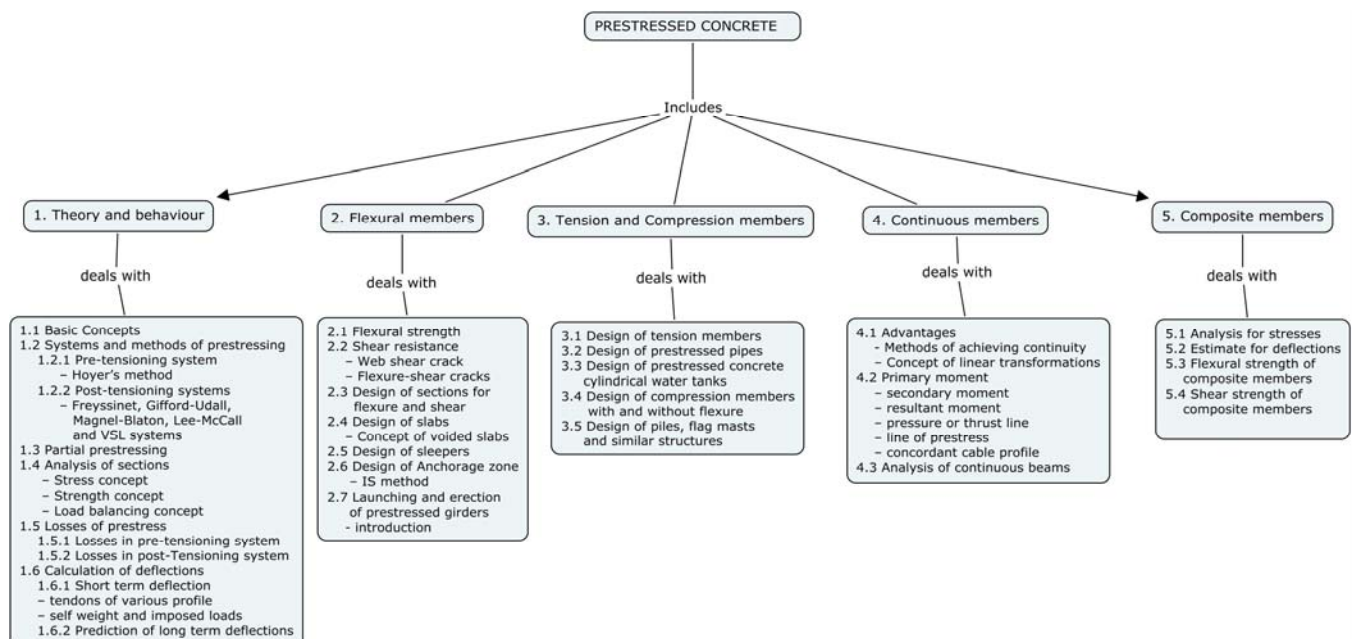 PRESTRESSED CONCRETE
Includes
1. Theory and behaviour
deals with
1.1 Basic Concepts
1.2 Systems and methods of prestressing
1.2.1 Pre-tensioning system
– Hoyer's method
1.2.2 Post-tensioning systems
– Freyssinet, Gifford-Udall,
Magnel-Blaton, Lee-McCall
and VSL systems
1.3 Partial prestressing
1.4 Analysis of sections
– Stress concept
– Strength concept
– Load balancing concept
1.5 Losses of prestress
1.5.1 Losses in pre-tensioning system
1.5.2 Losses in post-Tensioning system
1.6 Calculation of deflections
1.6.1 Short term deflection
– tendons of various profile
– self weight and imposed loads
1.6.2 Prediction of long term deflections
2. Flexural members
deals with
2.1 Flexural strength
2.2 Shear resistance
– Web shear crack
– Flexure-shear cracks
2.3 Design of sections for
flexure and shear
2.4 Design of slabs
– Concept of voided slabs
2.5 Design of sleepers
2.6 Design of Anchorage zone
– IS method
2.7 Launching and erection
of prestressed girders
- introduction
3. Tension and Compression members
deals with
3.1 Design of tension members
3.2 Design of prestressed pipes
3.3 Design of prestressed concrete
cylindrical water tanks
3.4 Design of compression members
with and without flexure
3.5 Design of piles, flag masts
and similar structures
4. Continuous members
deals with
4.1 Advantages
– Methods of achieving continuity
– Concept of linear transformations
4.2 Primary moment
– secondary moment
– resultant moment
– pressure or thrust line
– line of prestress
– concordant cable profile
4.3 Analysis of continuous beams
5. Composite members
deals with
5.1 Analysis for stresses
5.2 Estimate for deflections
5.3 Flexural strength of
composite members
5.4 Shear strength of
composite members